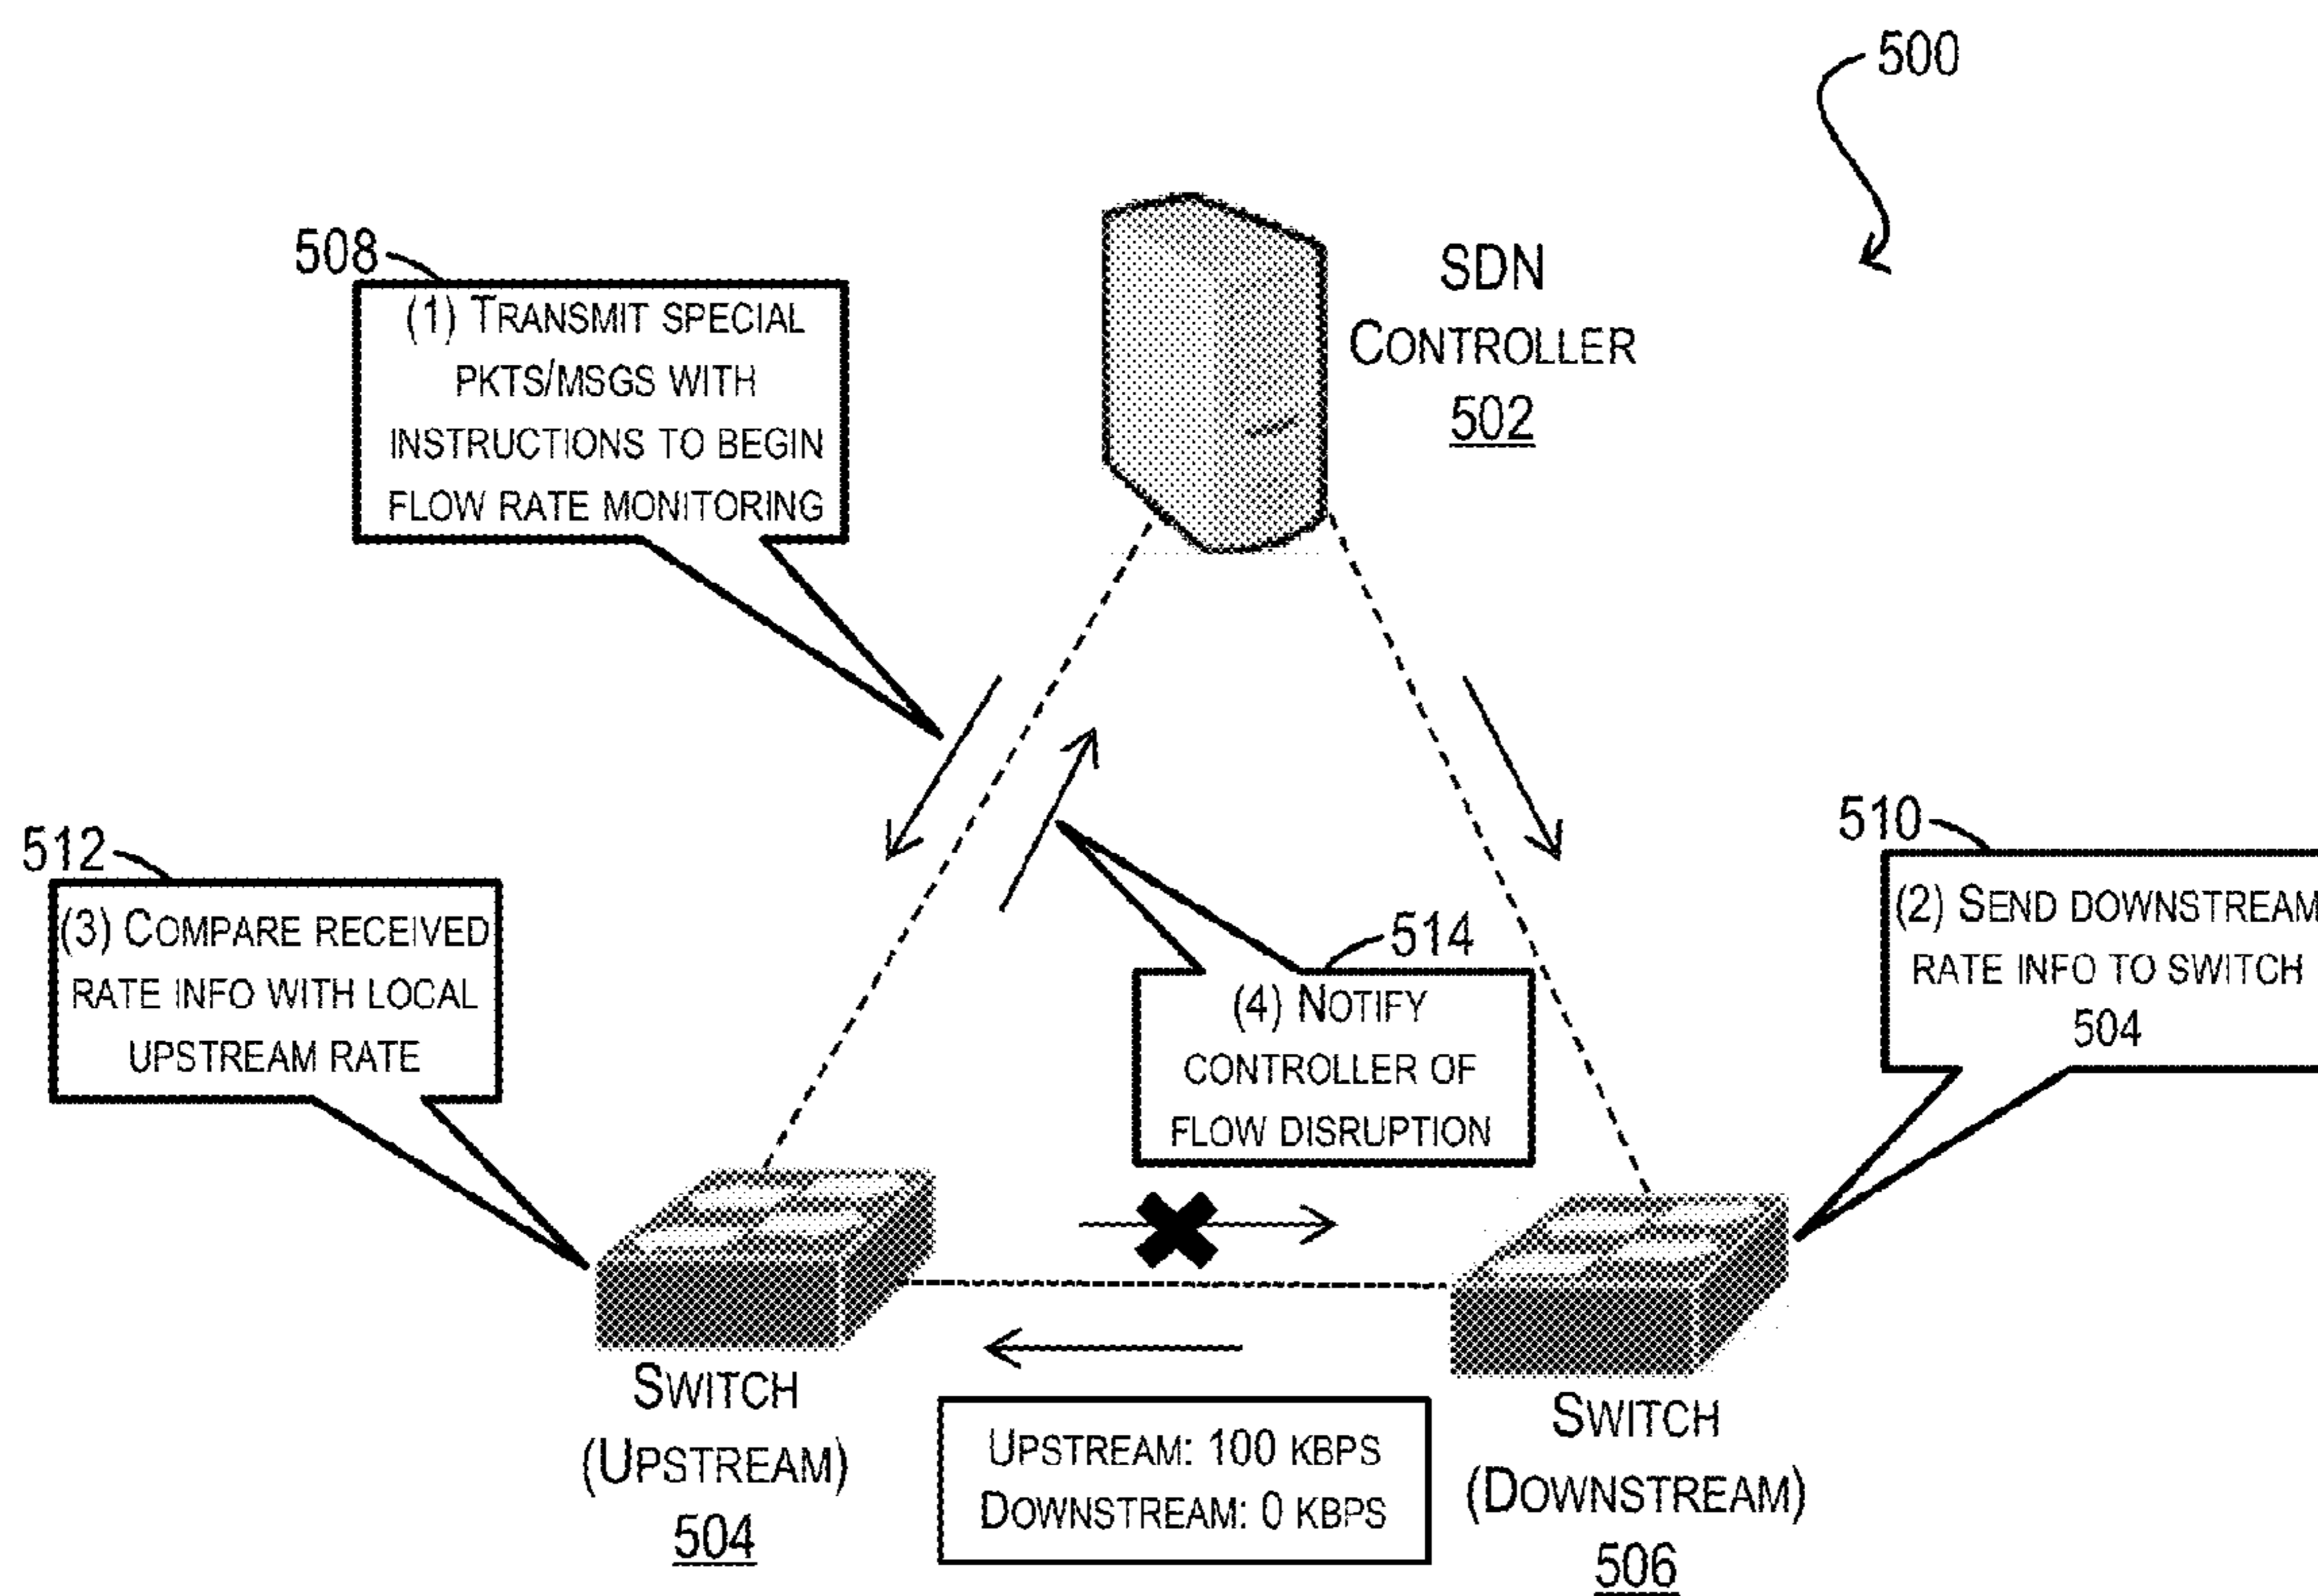 500
508
(1) TRANSMIT SPECIAL
PKTS/MSGS WITH
INSTRUCTIONS TO BEGIN
FLOW RATE MONITORING
SDN
CONTROLLER
502
512
(3) COMPARE RECEIVED
RATE INFO WITH LOCAL
UPSTREAM RATE
514
(4) NOTIFY
CONTROLLER OF
FLOW DISRUPTION
510
(2) SEND DOWNSTREAM
RATE INFO TO SWITCH
504
SWITCH
(UPSTREAM)
504
UPSTREAM: 100 KBPS
DOWNSTREAM: 0 KBPS
SWITCH
(DOWNSTREAM)
506